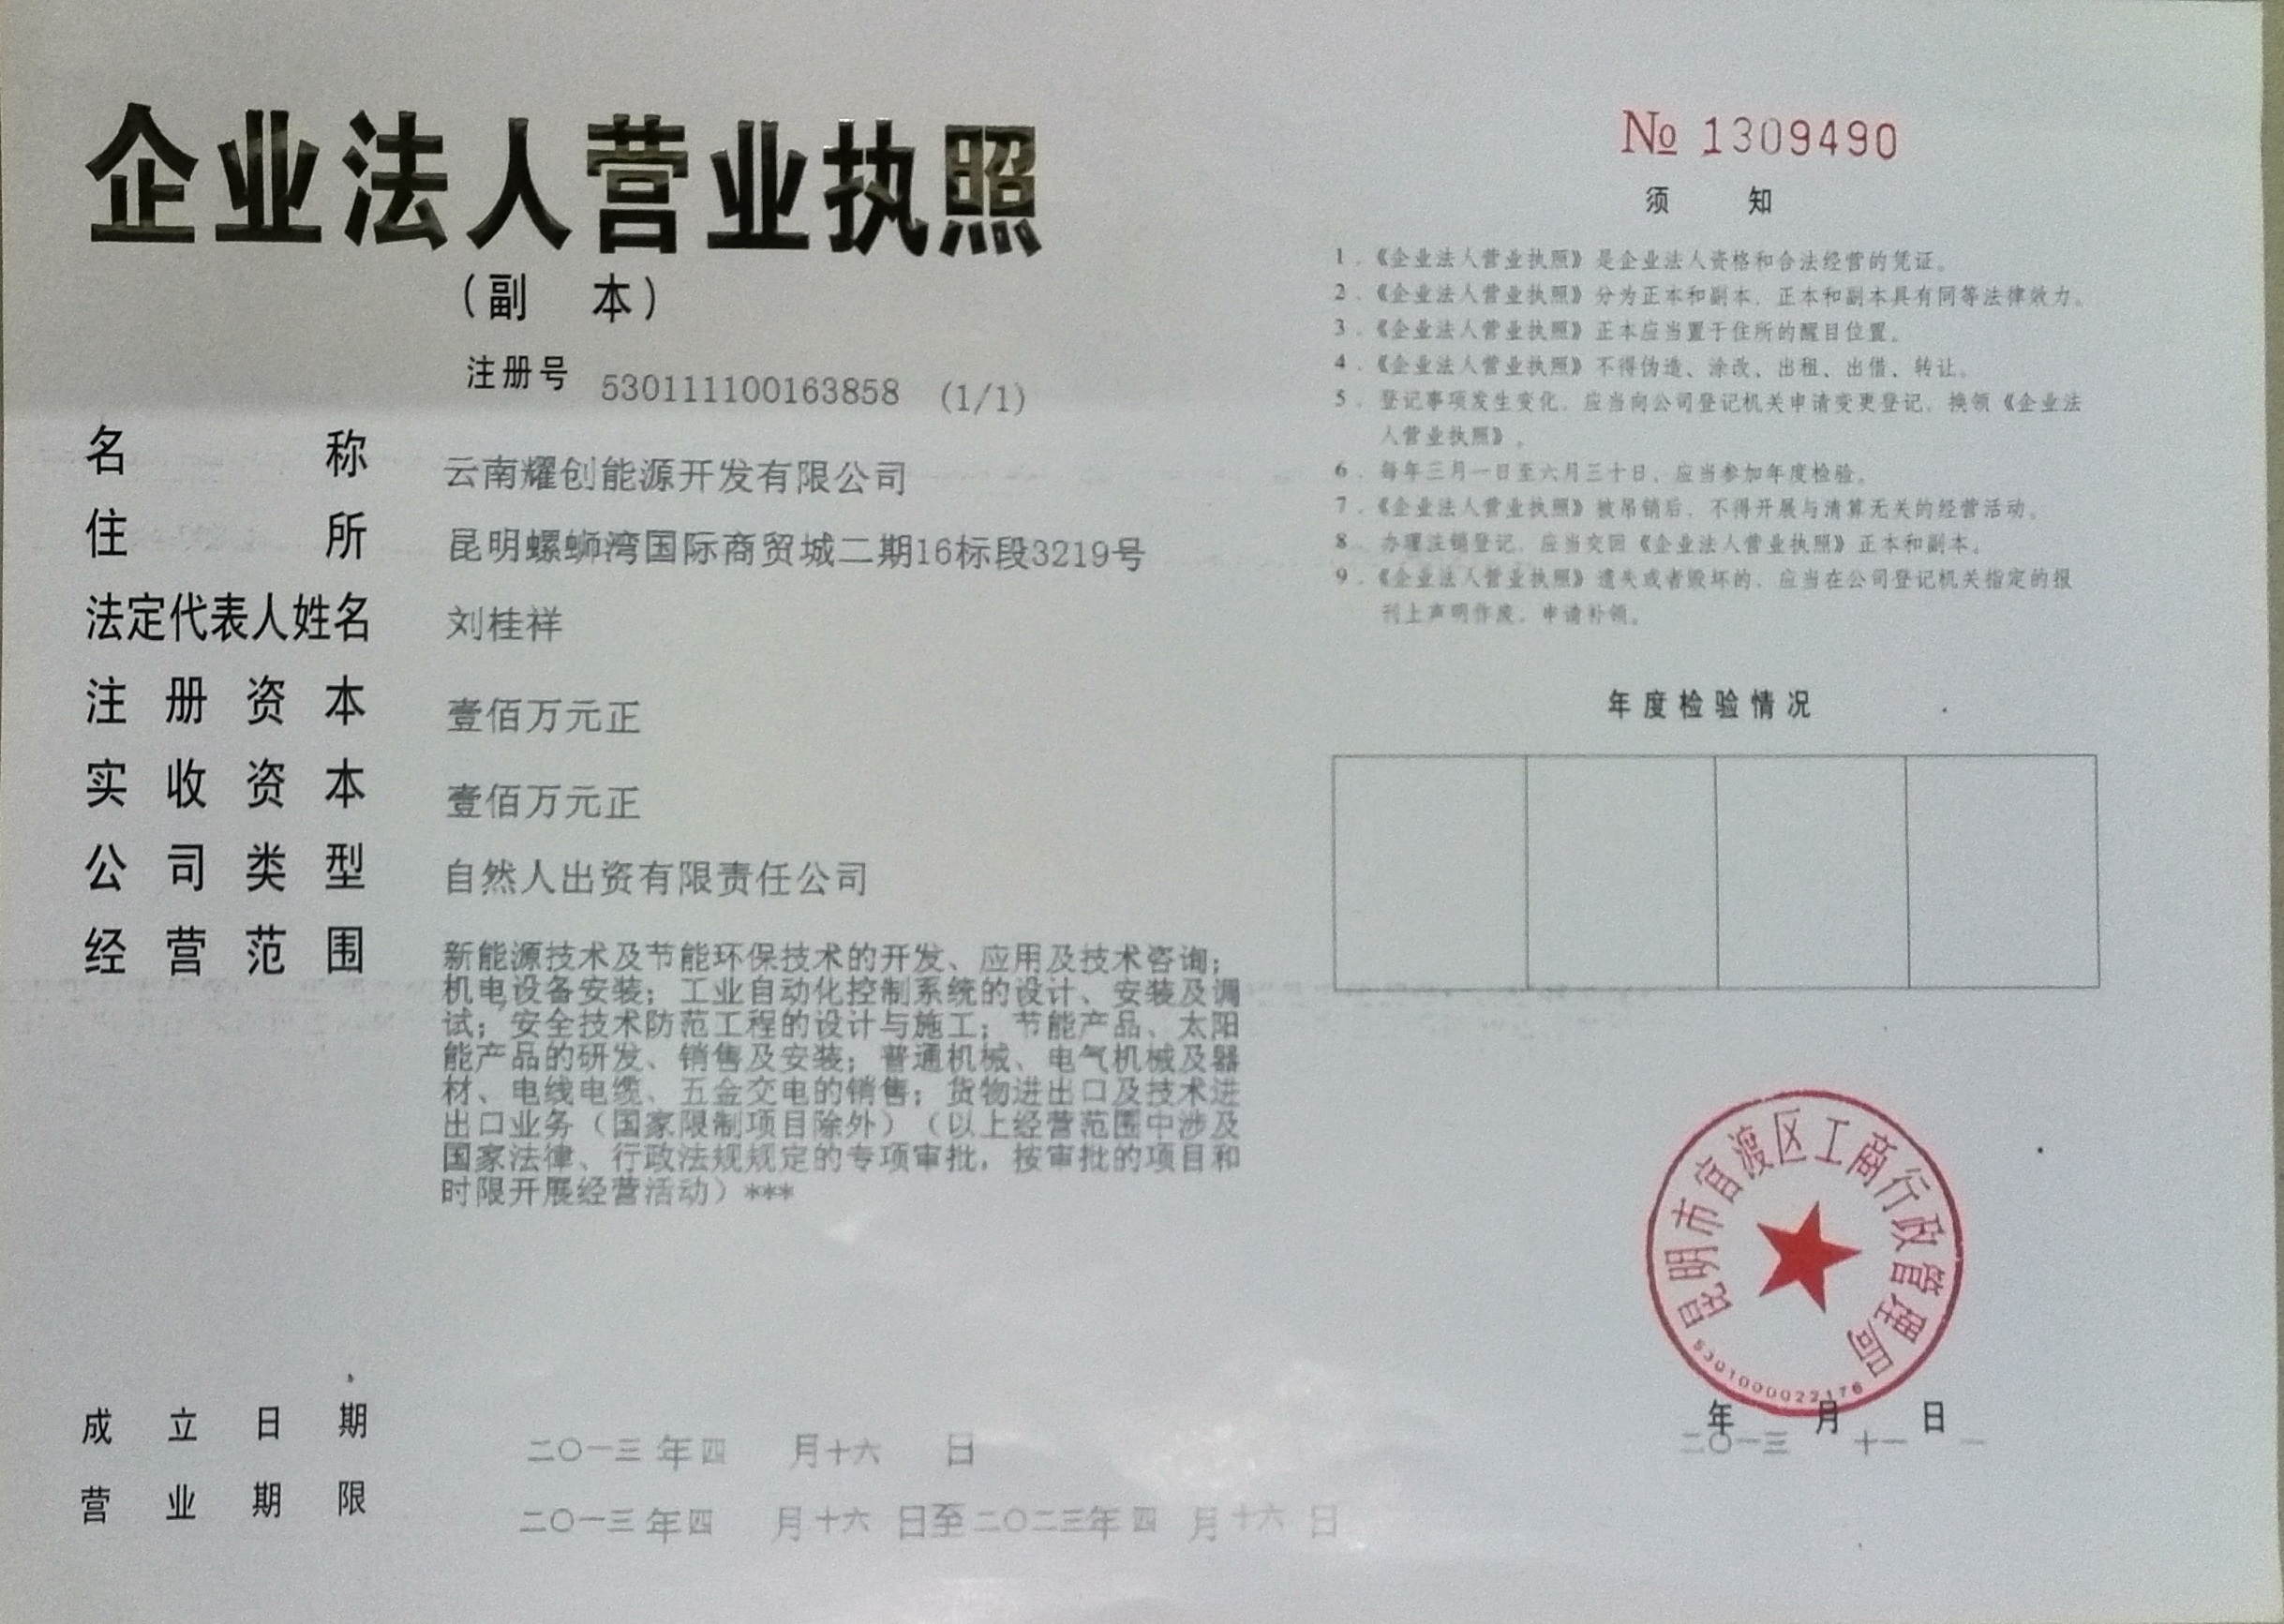 企业法人营业执照
（副 本）
注册号 530111100163858 (1/1)
名称 云南耀创能源开发有限公司
住所 昆明螺蛳湾国际商贸城二期16标段3219号
法定代表人姓名 刘桂祥
注册资本 壹佰万元正
实收资本 壹佰万元正
公司类型 自然人出资有限责任公司
经营范围 新能源技术及节能环保技术的开发、应用及技术咨询；
机电设备安装；工业自动化控制系统的设计、安装及调
试；安全技术防范工程的设计与施工；节能产品、太阳
能产品的研发、销售及安装；普通机械、电气机械及器
材、电线电缆、五金交电的销售；货物进出口及技术进
出口业务（国家限制项目除外）（以上经营范围中涉及
国家法律、行政法规规定的专项审批，按审批的项目和
时限开展经营活动）***
成立日期 二〇一三年四月十六日
营业期限 二〇一三年四月十六日至二〇二三年四月十六日
№ 1309490
须 知
1．《企业法人营业执照》是企业法人资格和合法经营的凭证。
2．《企业法人营业执照》分为正本和副本，正本和副本具有同等法律效力。
3．《企业法人营业执照》正本应当置于住所的醒目位置。
4．《企业法人营业执照》不得伪造、涂改、出租、出借、转让。
5．登记事项发生变化，应当向公司登记机关申请变更登记，换领《企业法
人营业执照》。
6．每年三月一日至六月三十日，应当参加年度检验。
7．《企业法人营业执照》被吊销后，不得开展与清算无关的经营活动。
8．办理注销登记，应当交回《企业法人营业执照》正本和副本。
9．《企业法人营业执照》遗失或者毁坏的，应当在公司登记机关指定的报
刊上声明作废，申请补领。
年度检验情况
昆明市官渡区工商行政管理局
5301000022176
年 月 日
二〇一三 十一 一